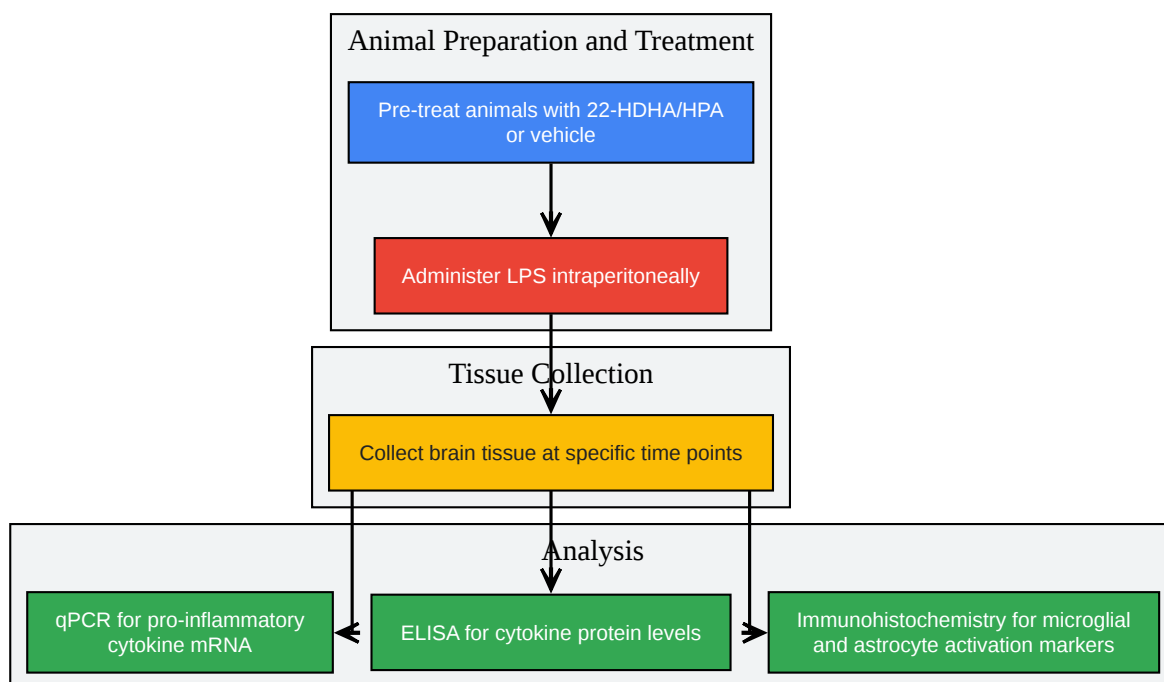 Animal Preparation and Treatment
Pre-treat animals with 22-HDHA/HPA
or vehicle
Administer LPS intraperitoneally
Tissue Collection
Collect brain tissue at specific time points
Analysis
qPCR for pro-inflammatory
cytokine mRNA
ELISA for cytokine protein levels
Immunohistochemistry for microglial
and astrocyte activation markers